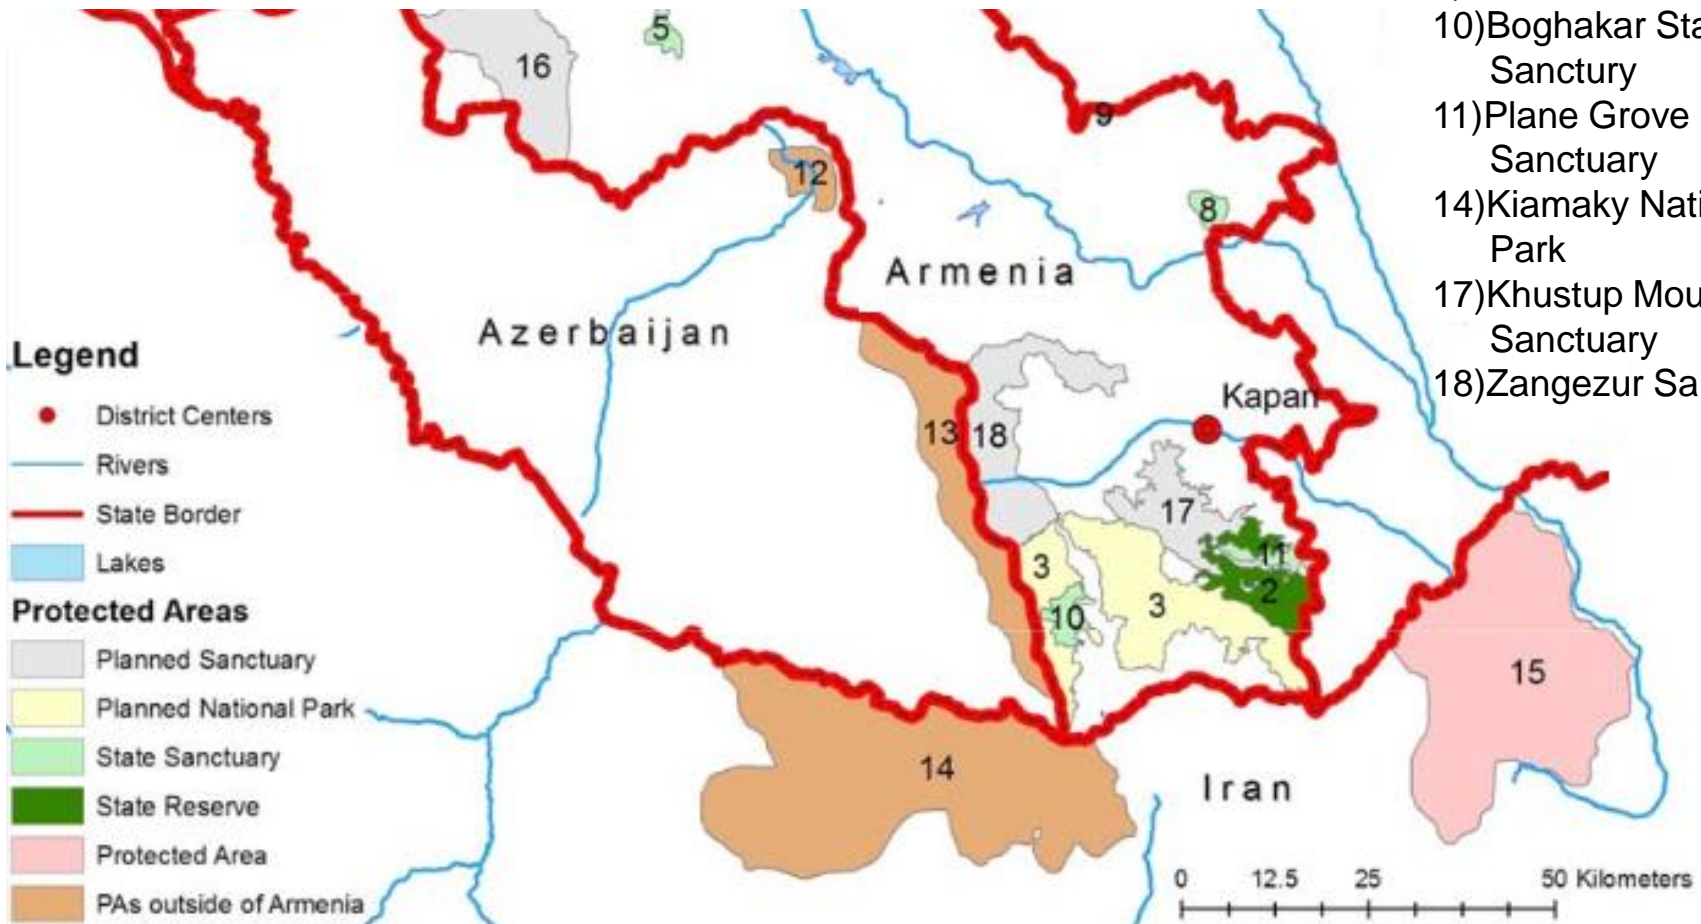 10)Boghakar Sta
Sanctury
11)Plane Grove
Sanctuary
14)Kiamaky Nati
Park
17)Khustup Mou
Sanctuary
18)Zangezur Sa
5
16
9
12
8
Armenia
Azerbaijan
Kapan
13
18
17
11
3
2
3
10
15
14
Iran
Legend
District Centers
Rivers
State Border
Lakes
Protected Areas
Planned Sanctuary
Planned National Park
State Sanctuary
State Reserve
Protected Area
PAs outside of Armenia
0 12.5 25 50 Kilometers